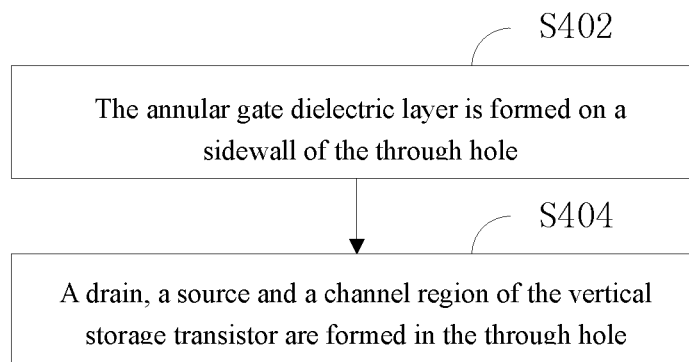 S402
The annular gate dielectric layer is formed on a
sidewall of the through hole
S404
A drain, a source and a channel region of the vertical
storage transistor are formed in the through hole